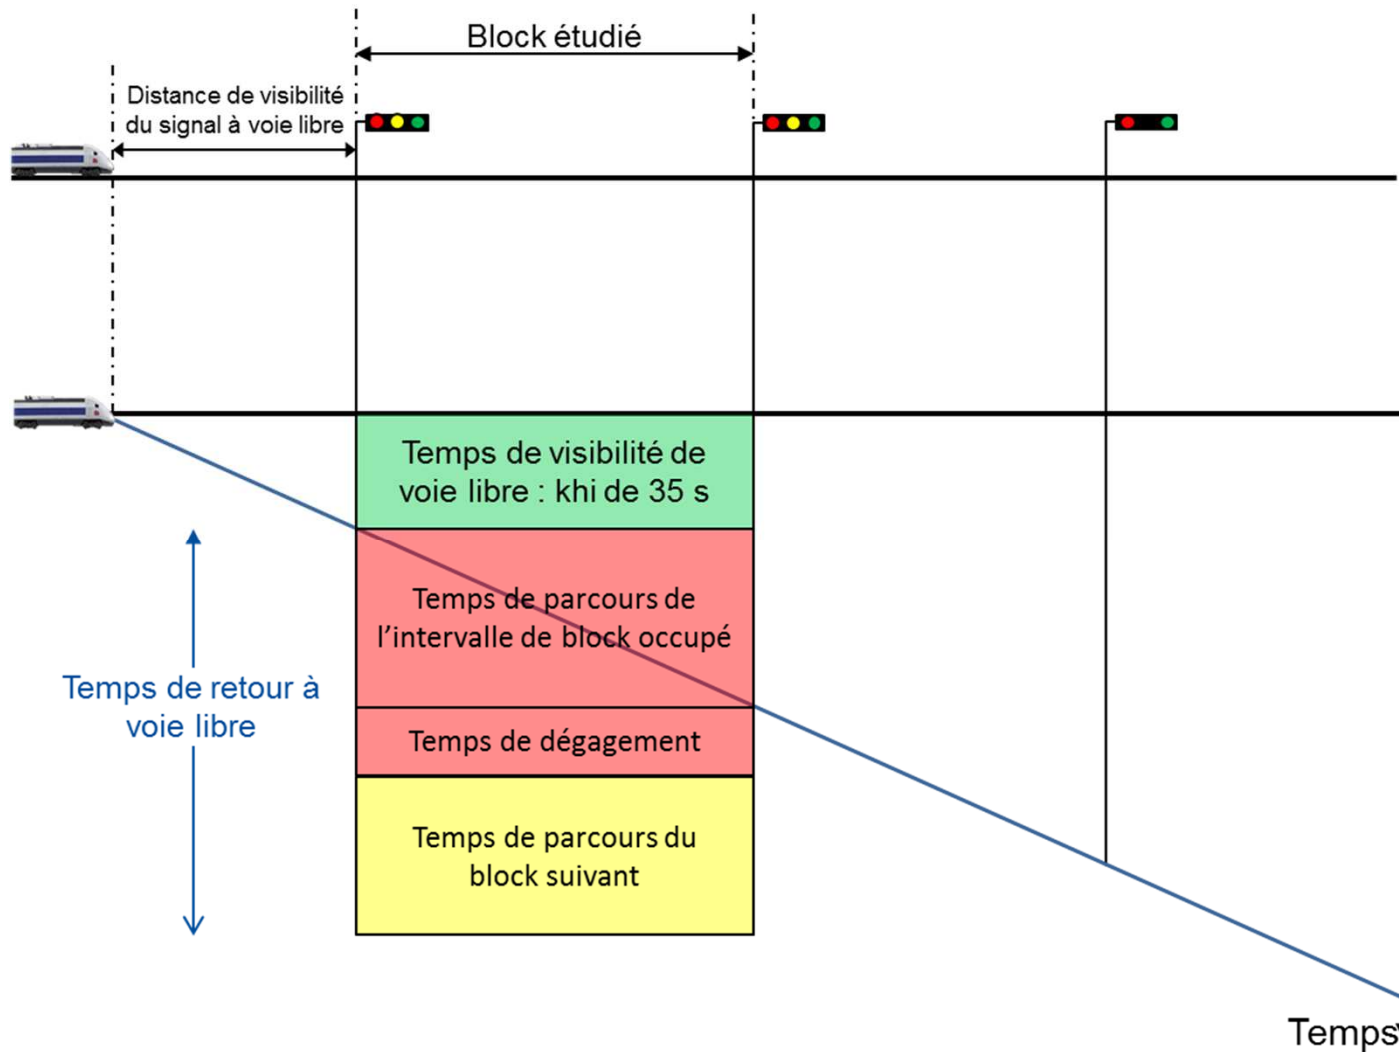 Block étudié
Distance de visibilité
du signal à voie libre
Temps de visibilité de
voie libre : khi de 35 s
Temps de parcours de
l'intervalle de block occupé
Temps de retour à
voie libre
Temps de dégagement
Temps de parcours du
block suivant
Temps